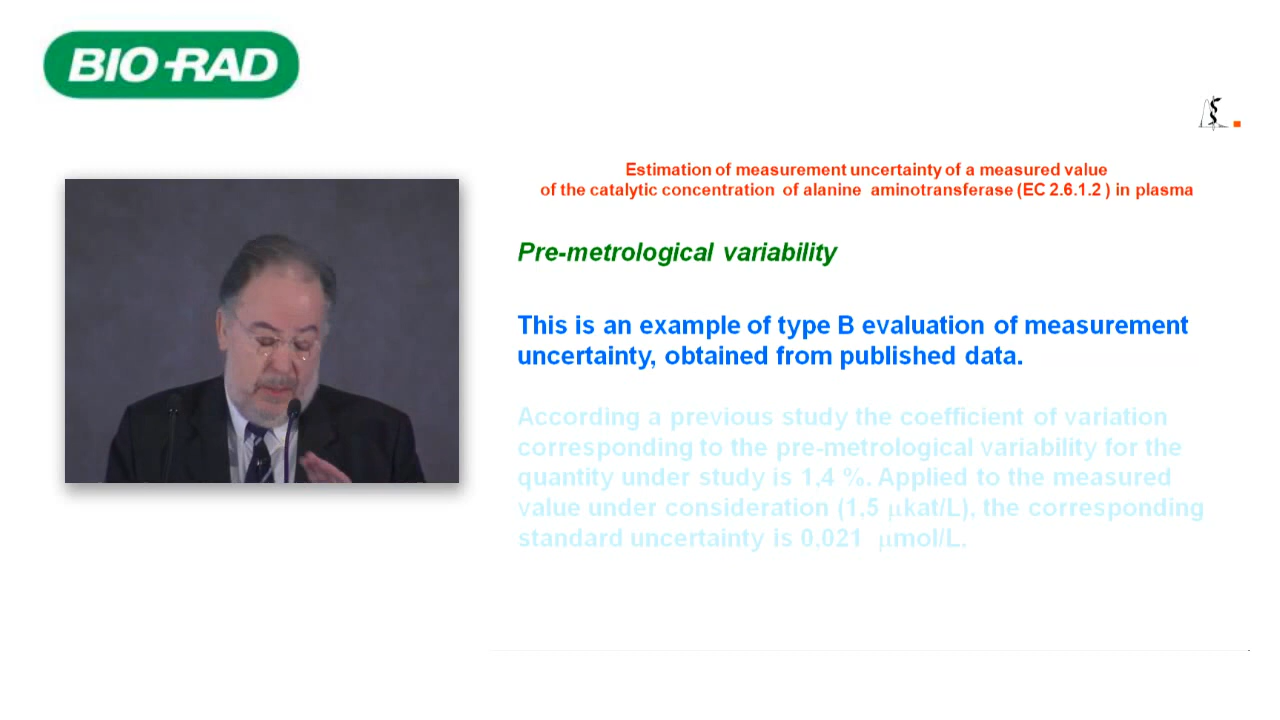 BIO-RAD
Estimation of measurement uncertainty of a measured value
of the catalytic concentration of alanine aminotransferase (EC 2.6.1.2 ) in plasma
Pre-metrological variability
This is an example of type B evaluation of measurement
uncertainty, obtained from published data.
According a previous study the coefficient of variation
corresponding to the pre-metrological variability for the
quantity under study is 1,4 %. Applied to the measured
value under consideration (1,5 μkat/L), the corresponding
standard uncertainty is 0,021 μmol/L.